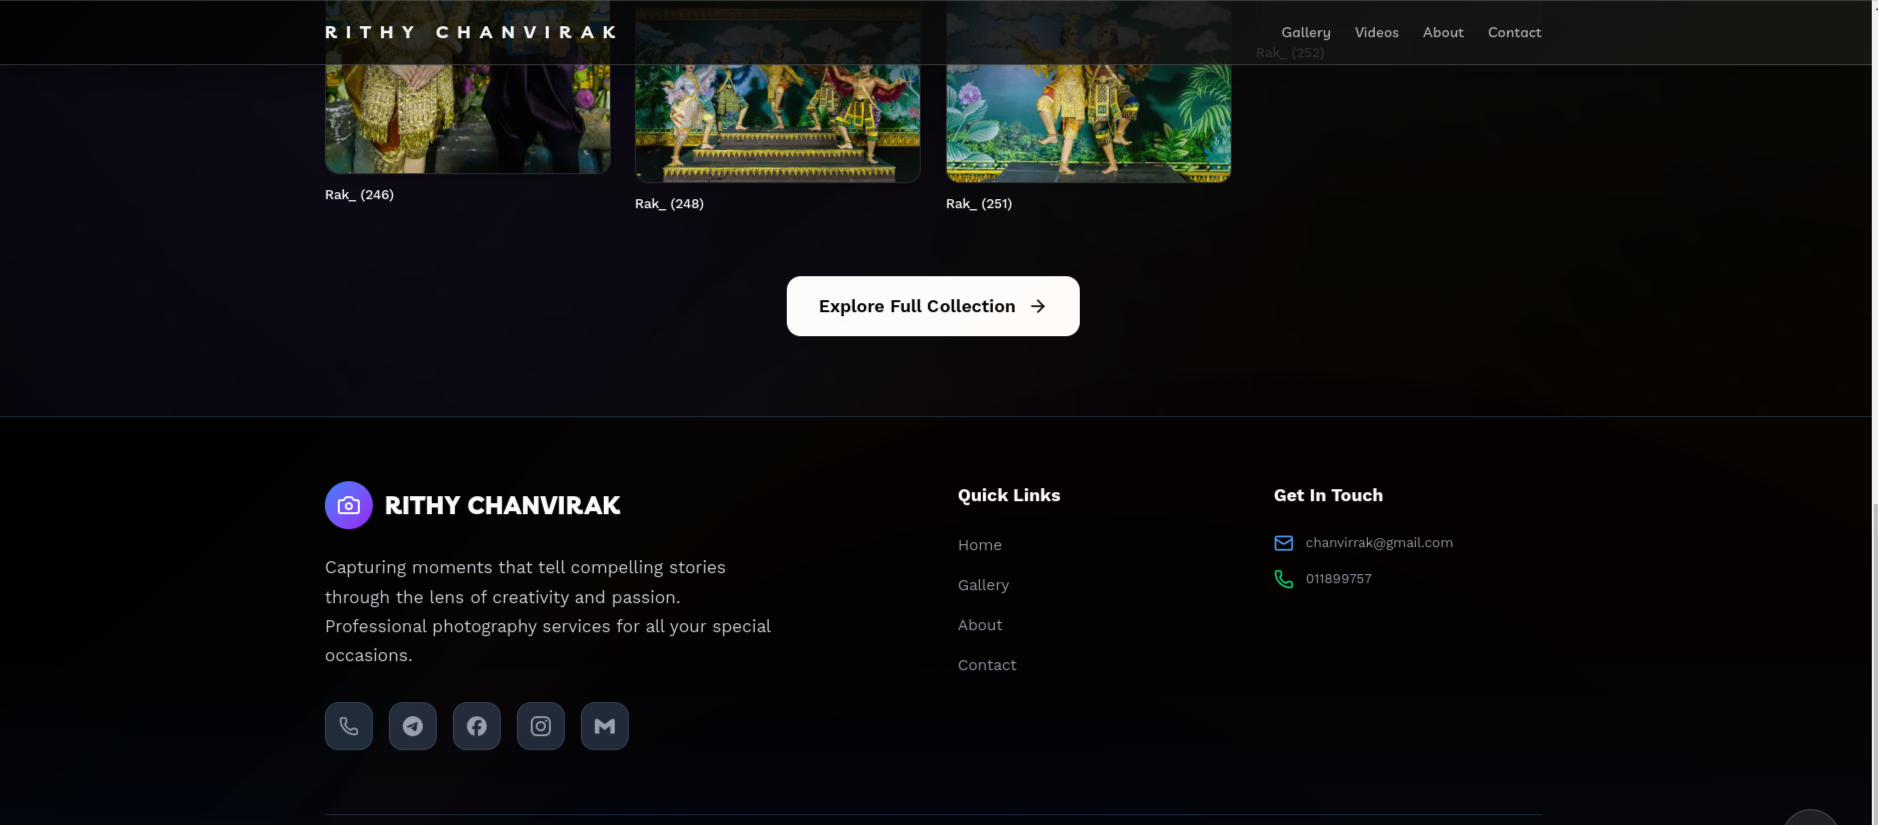 RITHY CHANVIRAK
Gallery Videos About Contact
Rak_ (252)
Rak_ (246)
Rak_ (248)
Rak_ (251)
Explore Full Collection →
RITHY CHANVIRAK
Capturing moments that tell compelling stories
through the lens of creativity and passion.
Professional photography services for all your special
occasions.
Quick Links
Home
Gallery
About
Contact
Get In Touch
chanvirrak@gmail.com
011899757